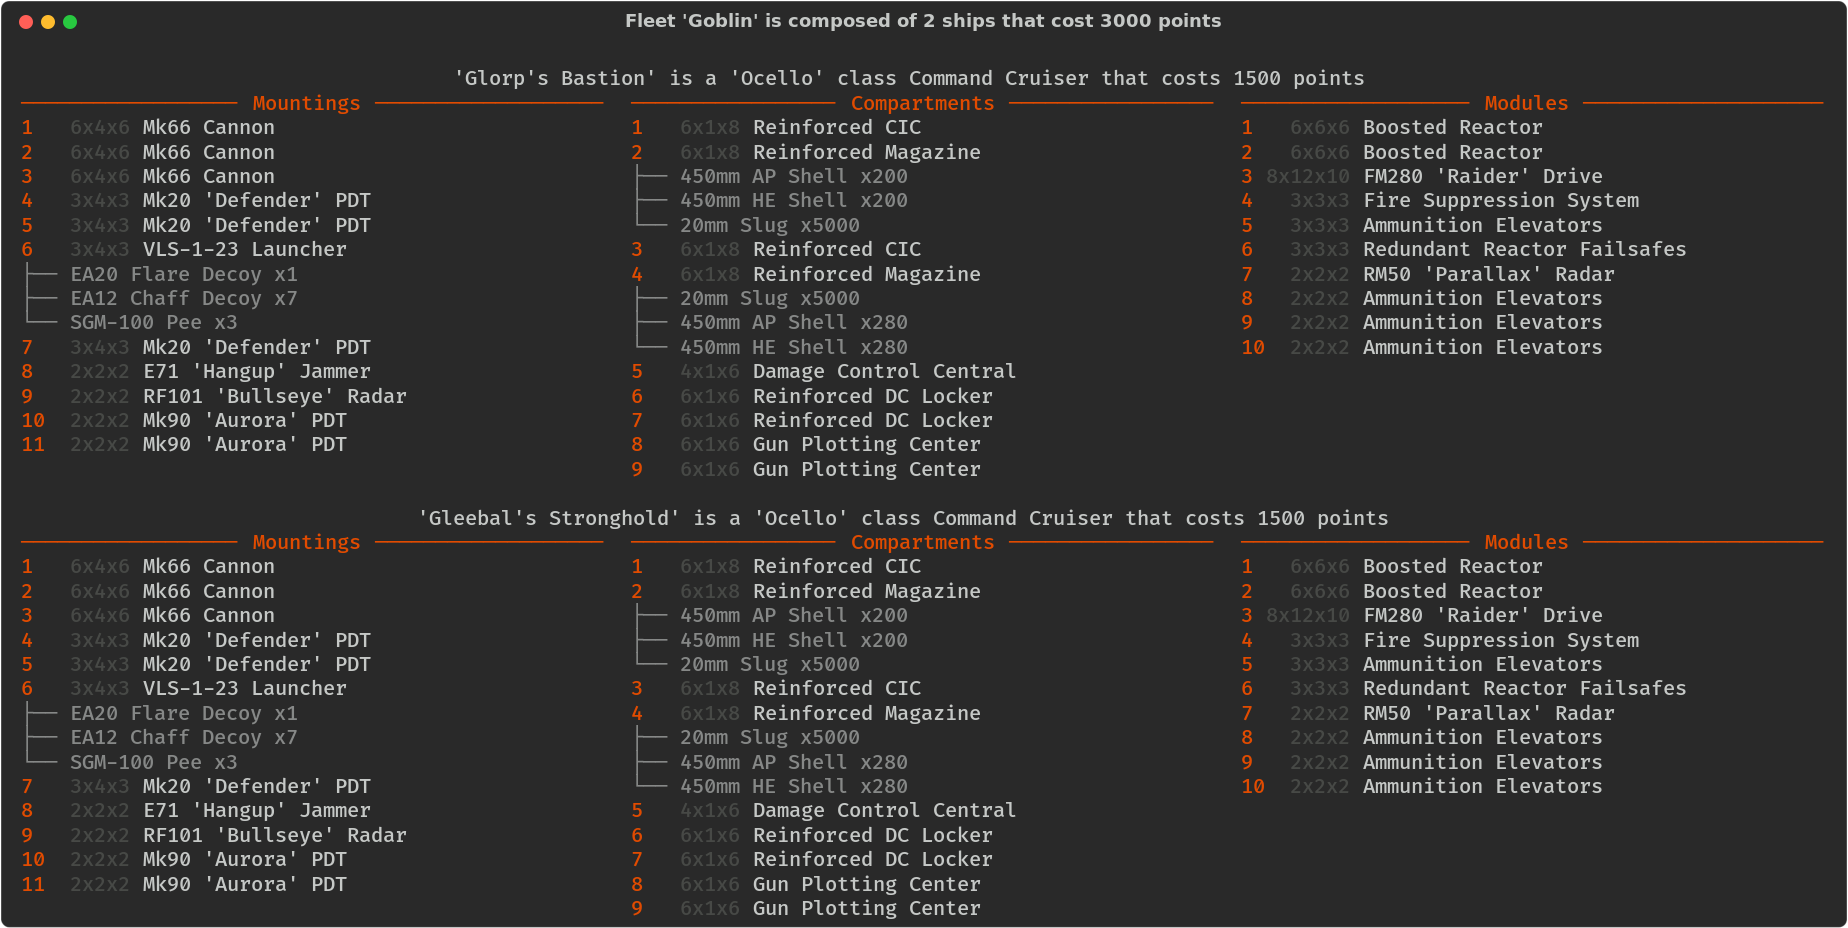 Fleet 'Goblin' is composed of 2 ships that cost 3000 points
'Glorp's Bastion' is a 'Ocello' class Command Cruiser that costs 1500 points
Mountings
1 6x4x6 Mk66 Cannon
2 6x4x6 Mk66 Cannon
3 6x4x6 Mk66 Cannon
4 3x4x3 Mk20 'Defender' PDT
5 3x4x3 Mk20 'Defender' PDT
6 3x4x3 VLS-1-23 Launcher
├── EA20 Flare Decoy x1
├── EA12 Chaff Decoy x7
└── SGM-100 Pee x3
7 3x4x3 Mk20 'Defender' PDT
8 2x2x2 E71 'Hangup' Jammer
9 2x2x2 RF101 'Bullseye' Radar
10 2x2x2 Mk90 'Aurora' PDT
11 2x2x2 Mk90 'Aurora' PDT
Compartments
1 6x1x8 Reinforced CIC
2 6x1x8 Reinforced Magazine
├── 450mm AP Shell x200
├── 450mm HE Shell x200
└── 20mm Slug x5000
3 6x1x8 Reinforced CIC
4 6x1x8 Reinforced Magazine
├── 20mm Slug x5000
├── 450mm AP Shell x280
└── 450mm HE Shell x280
5 4x1x6 Damage Control Central
6 6x1x6 Reinforced DC Locker
7 6x1x6 Reinforced DC Locker
8 6x1x6 Gun Plotting Center
9 6x1x6 Gun Plotting Center
Modules
1 6x6x6 Boosted Reactor
2 6x6x6 Boosted Reactor
3 8x12x10 FM280 'Raider' Drive
4 3x3x3 Fire Suppression System
5 3x3x3 Ammunition Elevators
6 3x3x3 Redundant Reactor Failsafes
7 2x2x2 RM50 'Parallax' Radar
8 2x2x2 Ammunition Elevators
9 2x2x2 Ammunition Elevators
10 2x2x2 Ammunition Elevators
'Gleebal's Stronghold' is a 'Ocello' class Command Cruiser that costs 1500 points
Mountings
1 6x4x6 Mk66 Cannon
2 6x4x6 Mk66 Cannon
3 6x4x6 Mk66 Cannon
4 3x4x3 Mk20 'Defender' PDT
5 3x4x3 Mk20 'Defender' PDT
6 3x4x3 VLS-1-23 Launcher
├── EA20 Flare Decoy x1
├── EA12 Chaff Decoy x7
└── SGM-100 Pee x3
7 3x4x3 Mk20 'Defender' PDT
8 2x2x2 E71 'Hangup' Jammer
9 2x2x2 RF101 'Bullseye' Radar
10 2x2x2 Mk90 'Aurora' PDT
11 2x2x2 Mk90 'Aurora' PDT
Compartments
1 6x1x8 Reinforced CIC
2 6x1x8 Reinforced Magazine
├── 450mm AP Shell x200
├── 450mm HE Shell x200
└── 20mm Slug x5000
3 6x1x8 Reinforced CIC
4 6x1x8 Reinforced Magazine
├── 20mm Slug x5000
├── 450mm AP Shell x280
└── 450mm HE Shell x280
5 4x1x6 Damage Control Central
6 6x1x6 Reinforced DC Locker
7 6x1x6 Reinforced DC Locker
8 6x1x6 Gun Plotting Center
9 6x1x6 Gun Plotting Center
Modules
1 6x6x6 Boosted Reactor
2 6x6x6 Boosted Reactor
3 8x12x10 FM280 'Raider' Drive
4 3x3x3 Fire Suppression System
5 3x3x3 Ammunition Elevators
6 3x3x3 Redundant Reactor Failsafes
7 2x2x2 RM50 'Parallax' Radar
8 2x2x2 Ammunition Elevators
9 2x2x2 Ammunition Elevators
10 2x2x2 Ammunition Elevators